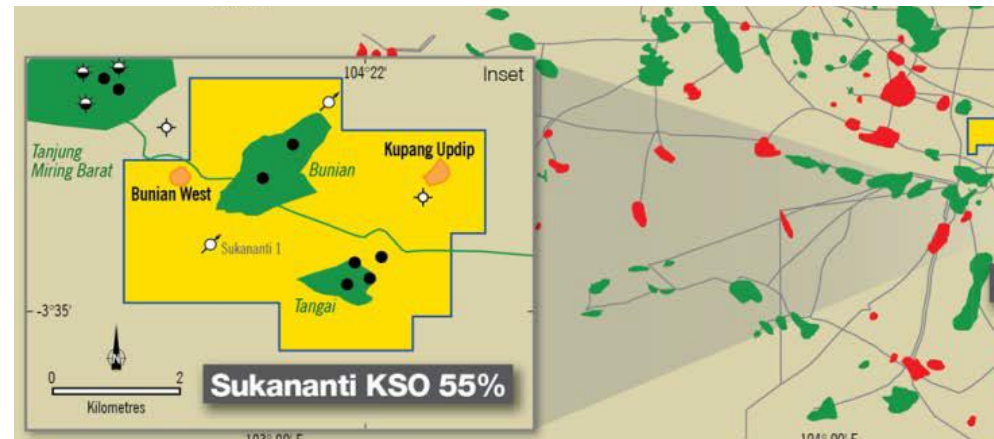 104°22'
Inset
Tanjung
Miring Barat
Bunian
Kupang Updip
Bunian West
Sukananti 1
Tangai
-3°35'
N
0 2
Kilometres
Sukananti KSO 55%